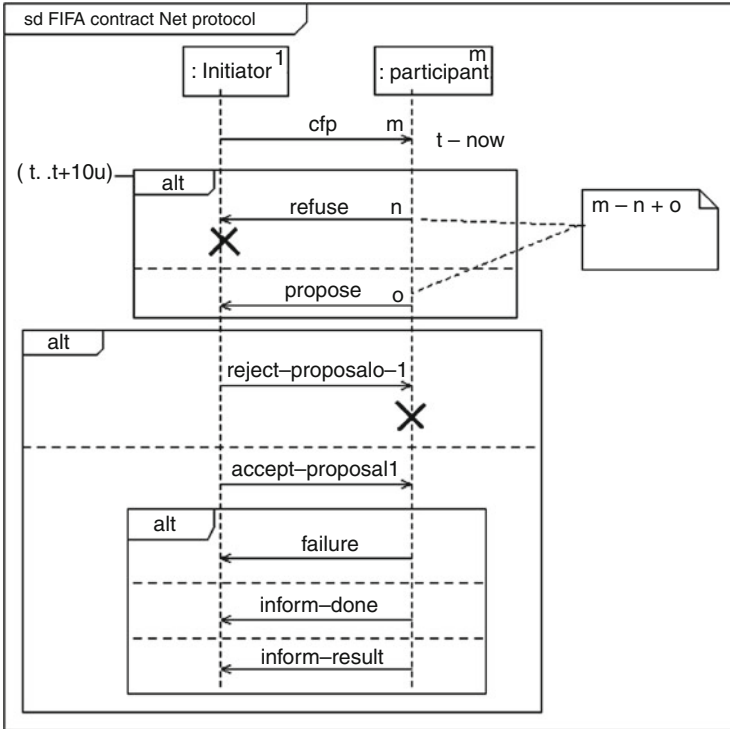 sd FIFA contract Net protocol
: Initiator 1
: participant m
cfp m
t – now
( t. .t+10u)
alt
refuse n
m – n + o
propose o
alt
reject–proposalo–1
accept–proposal1
alt
failure
inform–done
inform–result